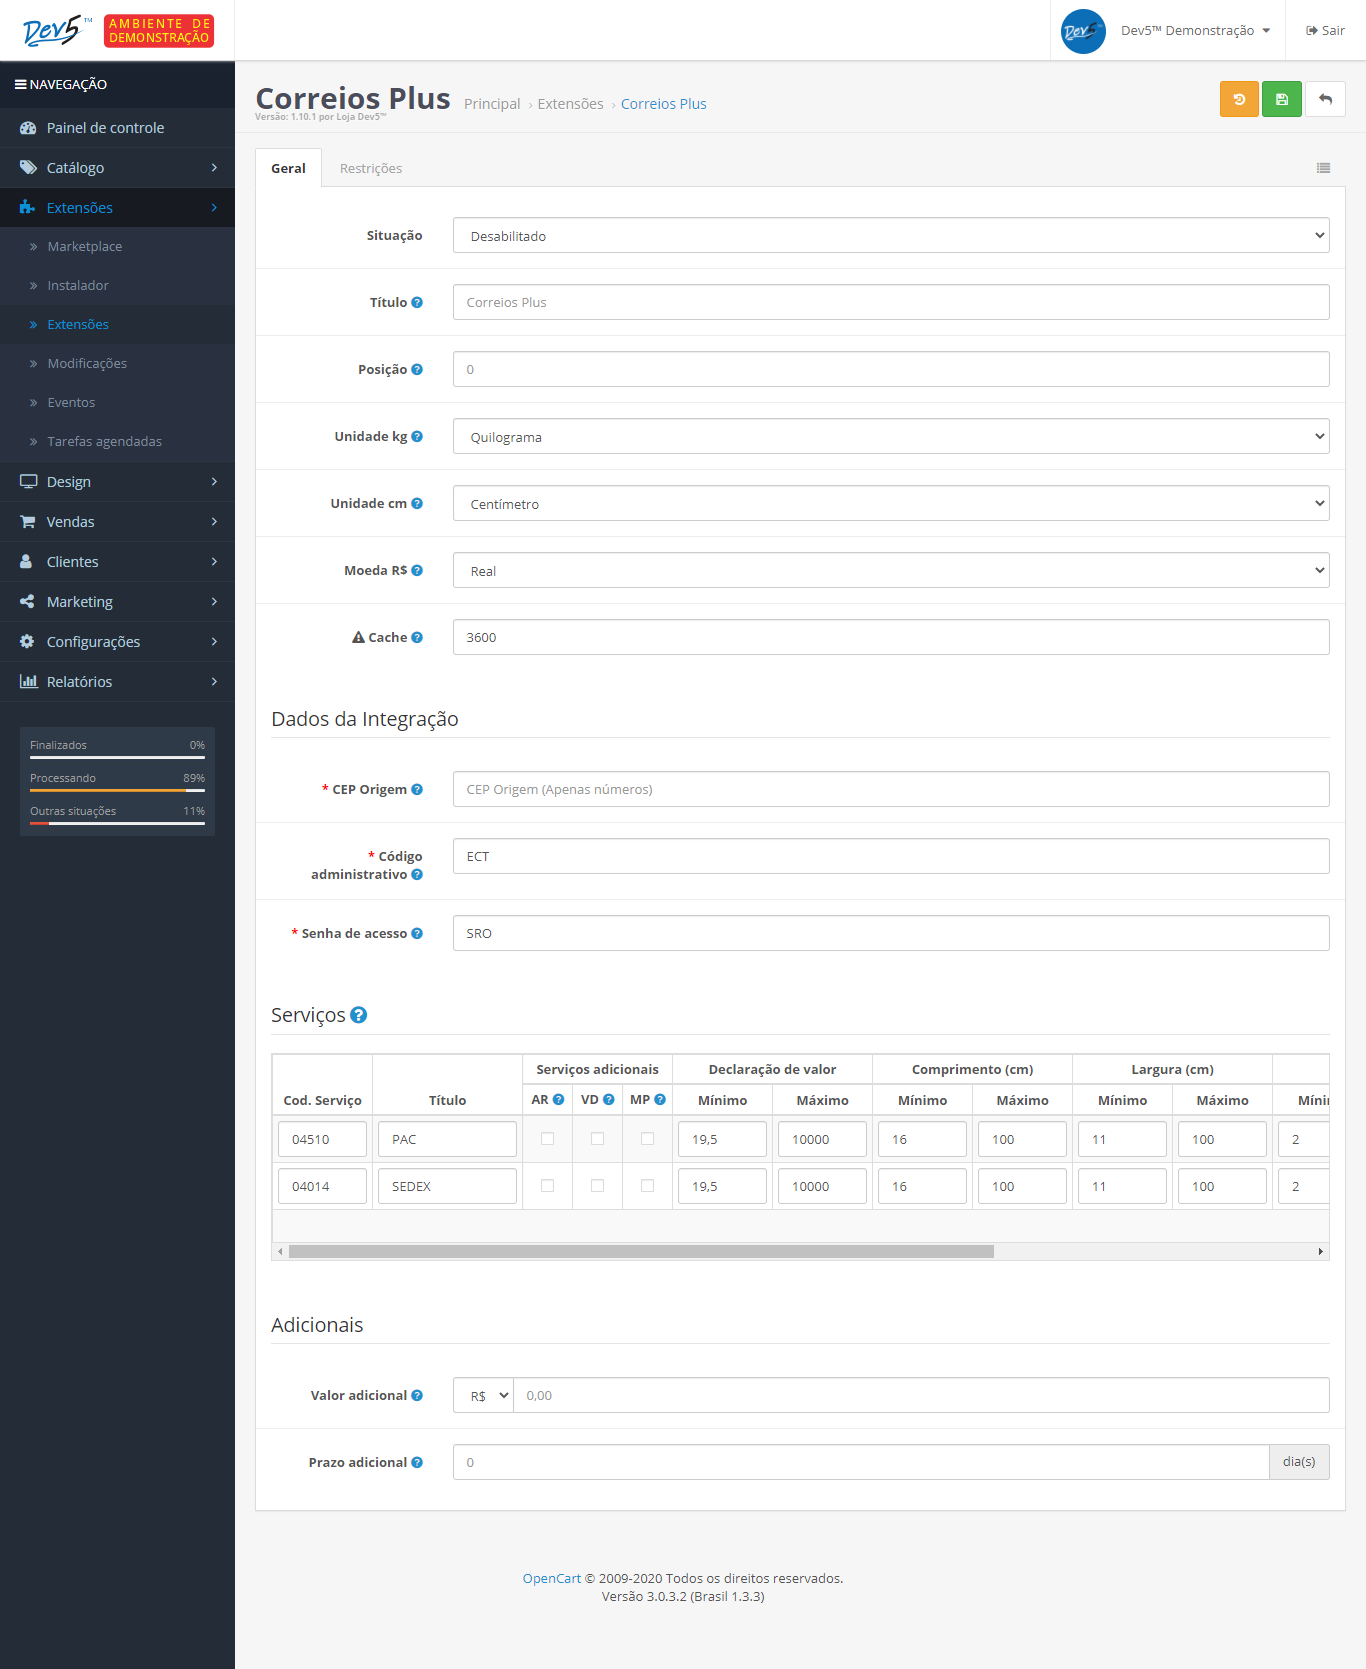 Dev5™
AMBIENTE DE
DEMONSTRAÇÃO
Dev5
Dev5™ Demonstração
Sair
NAVEGAÇÃO
Painel de controle
Catálogo
Extensões
Marketplace
Instalador
Extensões
Modificações
Eventos
Tarefas agendadas
Design
Vendas
Clientes
Marketing
Configurações
Relatórios
Finalizados 0%
Processando 89%
Outras situações 11%
Correios Plus
Principal › Extensões › Correios Plus
Versão: 1.10.1 por Loja Dev5™
Geral Restrições
Situação Desabilitado
Título Correios Plus
Posição 0
Unidade kg Quilograma
Unidade cm Centímetro
Moeda R$ Real
Cache 3600
Dados da Integração
* CEP Origem CEP Origem (Apenas números)
* Código
administrativo ECT
* Senha de acesso SRO
Serviços
Serviços adicionais Declaração de valor Comprimento (cm) Largura (cm)
Cod. Serviço Título AR VD MP Mínimo Máximo Mínimo Máximo Mínimo Máximo Míni
04510 PAC 19,5 10000 16 100 11 100 2
04014 SEDEX 19,5 10000 16 100 11 100 2
Adicionais
Valor adicional R$ 0,00
Prazo adicional 0 dia(s)
OpenCart © 2009-2020 Todos os direitos reservados.
Versão 3.0.3.2 (Brasil 1.3.3)